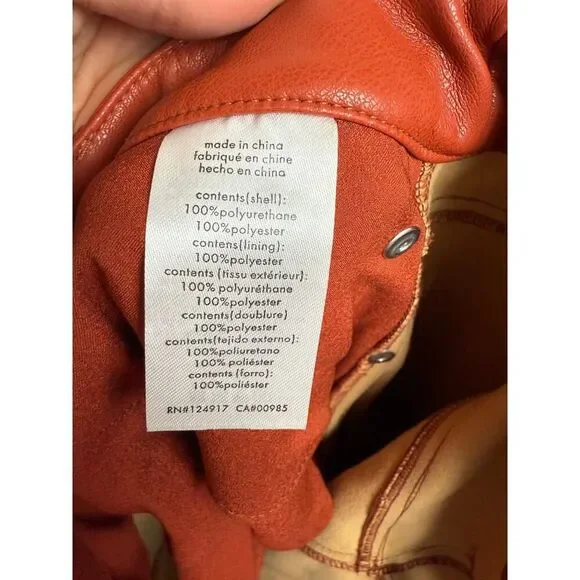 made in china
fabriqué en chine
hecho en china
contents(shell):
100%polyurethane
100%polyester
contens(lining):
100%polyester
contents (tissu extérieur):
100% polyuréthane
100%polyester
contents(doublure)
100%polyester
contents(tejido externo):
100%paliuretano
100% poliéster
contents (forro):
100%poliéster
RN#124917 CA#00985